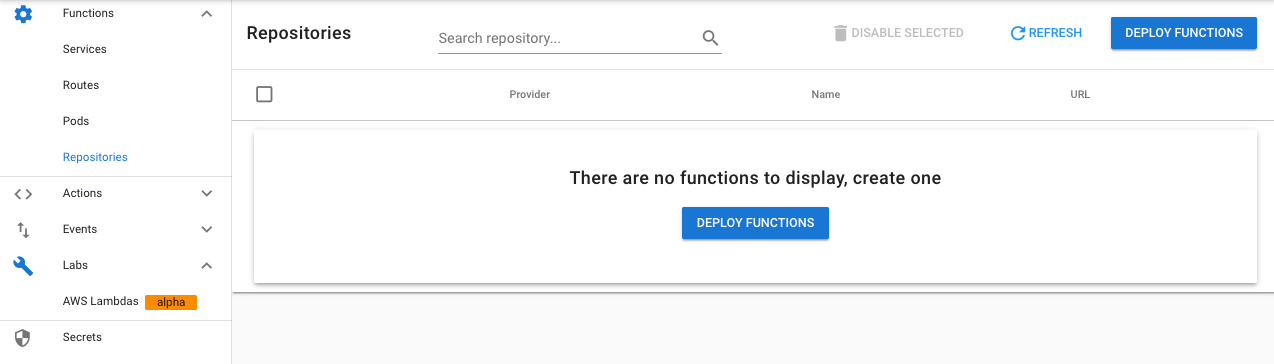 Functions
Services
Routes
Pods
Repositories
Actions
Events
Labs
AWS Lambdas alpha
Secrets
Repositories Search repository... DISABLE SELECTED REFRESH DEPLOY FUNCTIONS
Provider Name URL
There are no functions to display, create one
DEPLOY FUNCTIONS